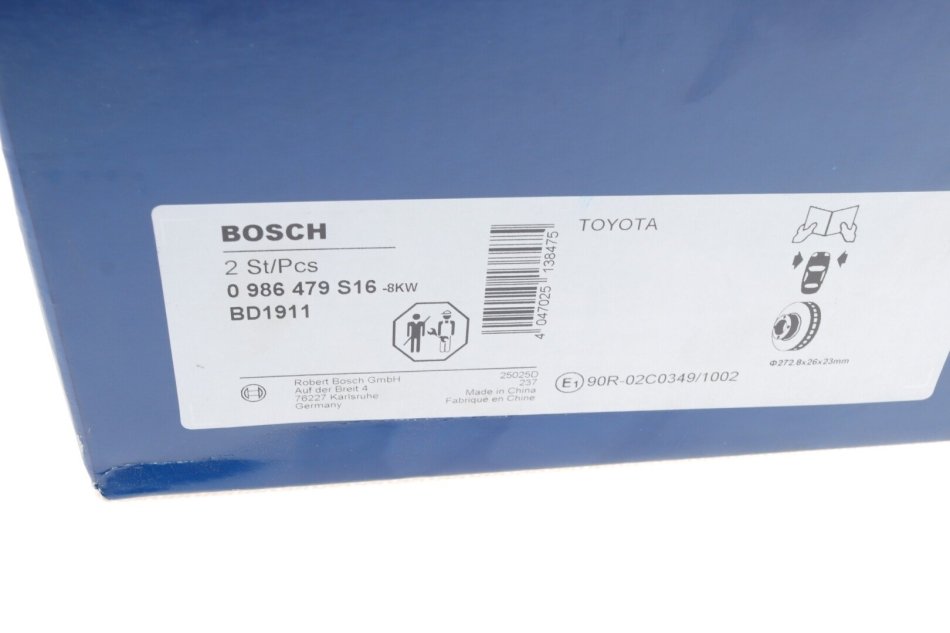 BOSCH
2 St/Pcs
0 986 479 S16 -8KW
BD1911
4 047025 138475
TOYOTA
Φ272.8x26x23mm
Robert Bosch GmbH
Auf der Breit 4
76227 Karlsruhe
Germany
25025D
237
Made in China
Fabriqué en Chine
E1 90R-02C0349/1002